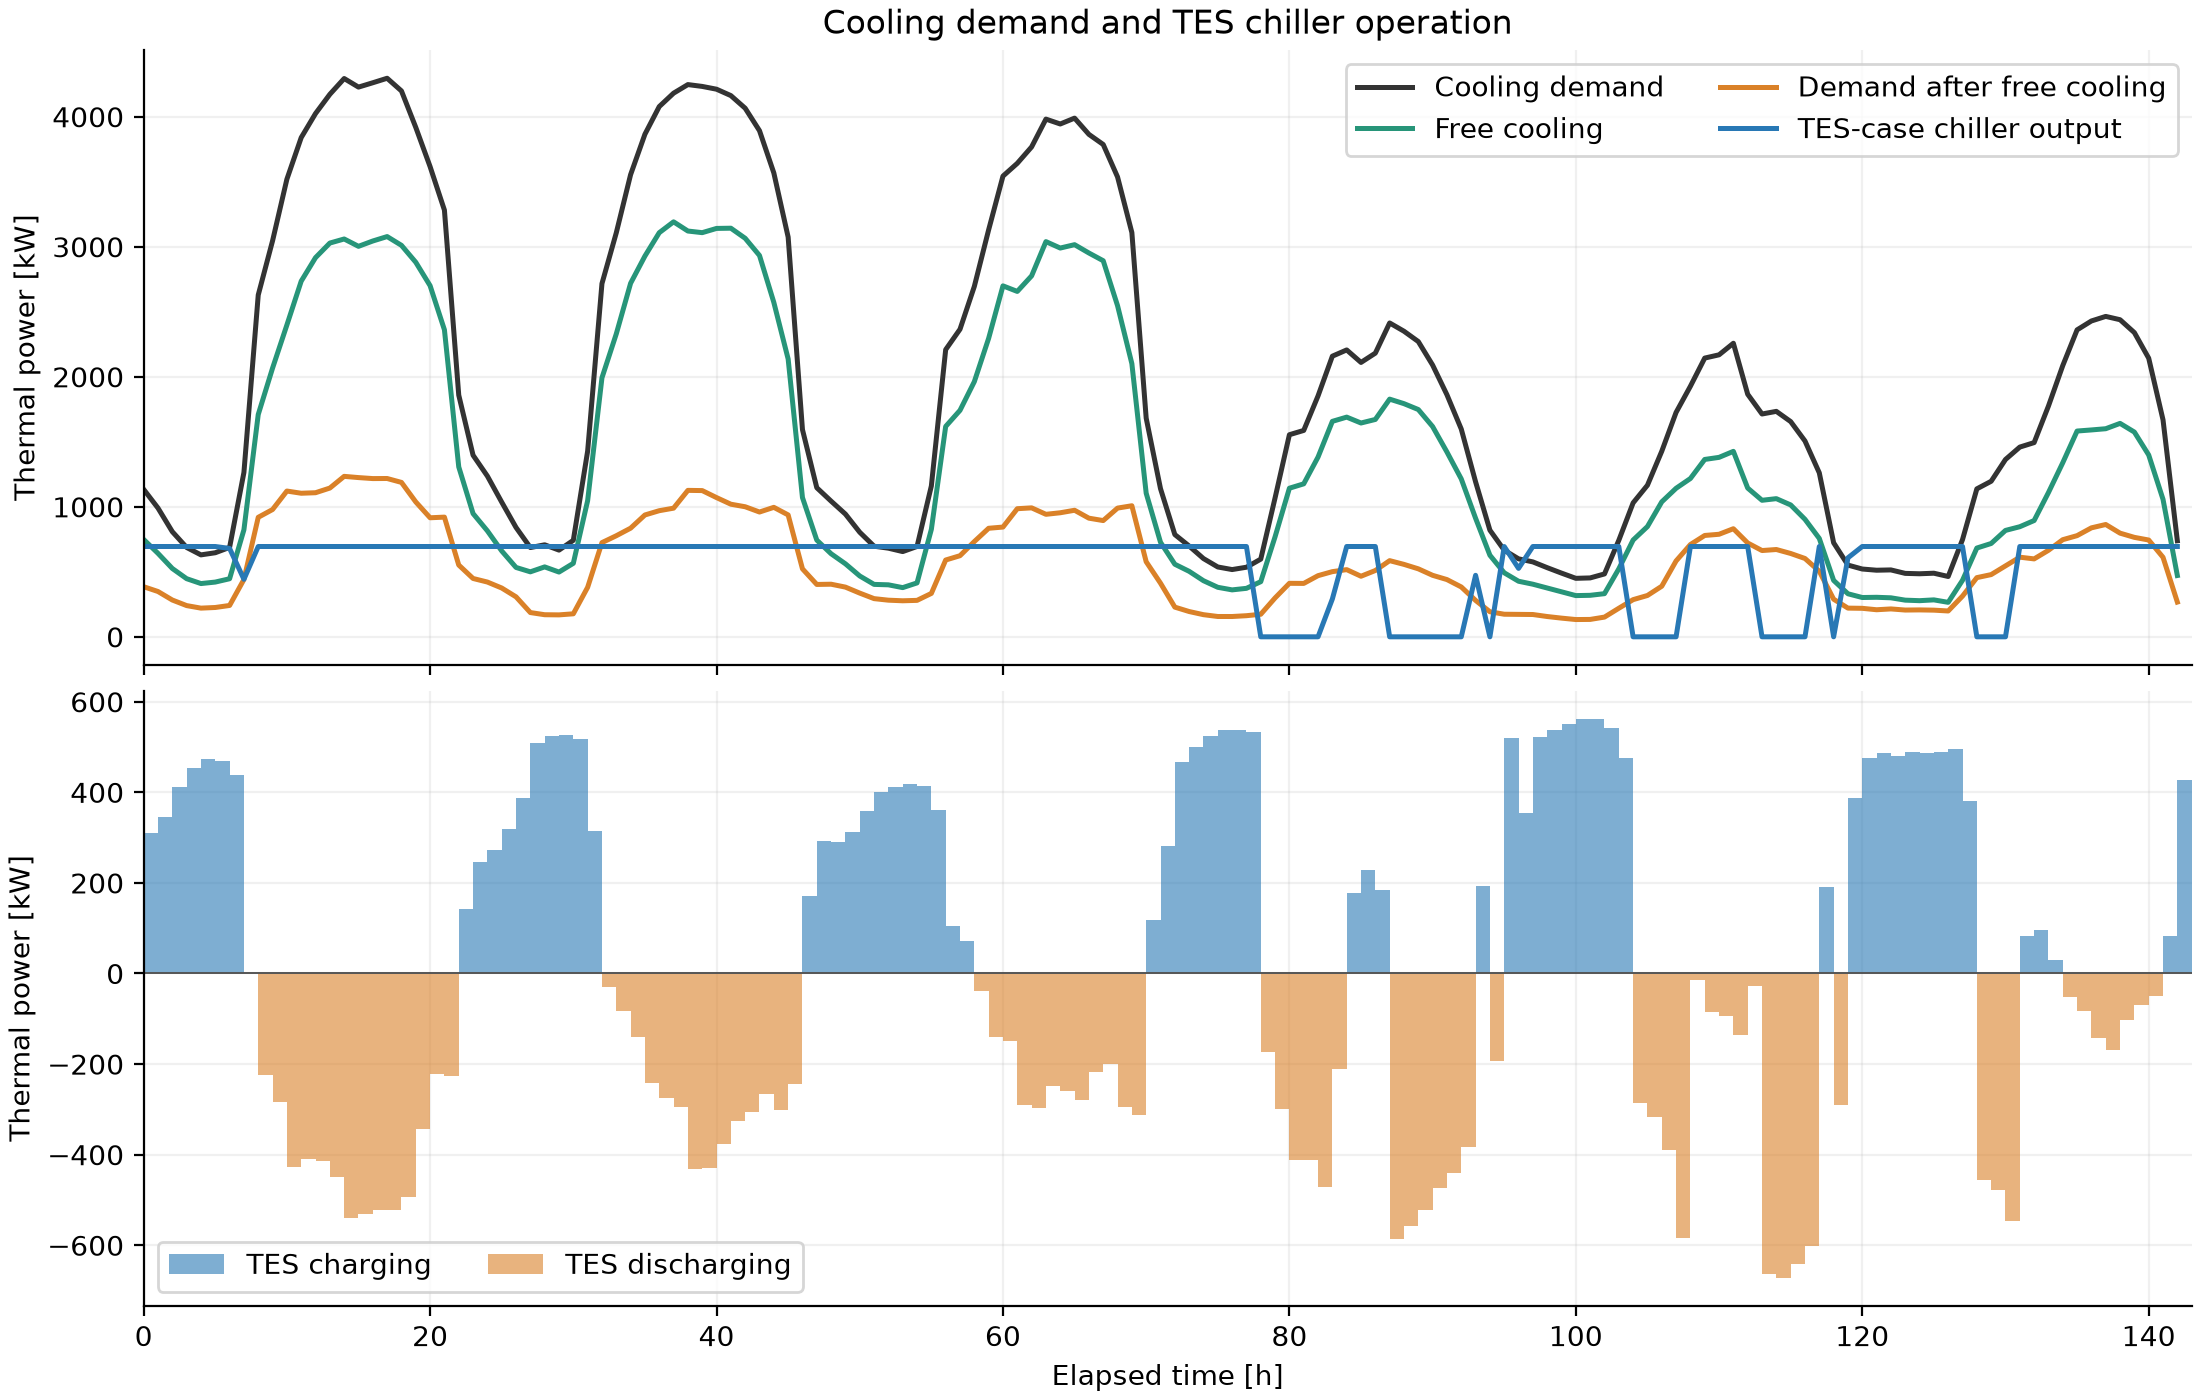 Cooling demand and TES chiller operation
Thermal power [kW]
4000
3000
2000
1000
0
Cooling demand
Free cooling
Demand after free cooling
TES-case chiller output
Thermal power [kW]
600
400
200
0
−200
−400
−600
TES charging
TES discharging
0 20 40 60 80 100 120 140
Elapsed time [h]